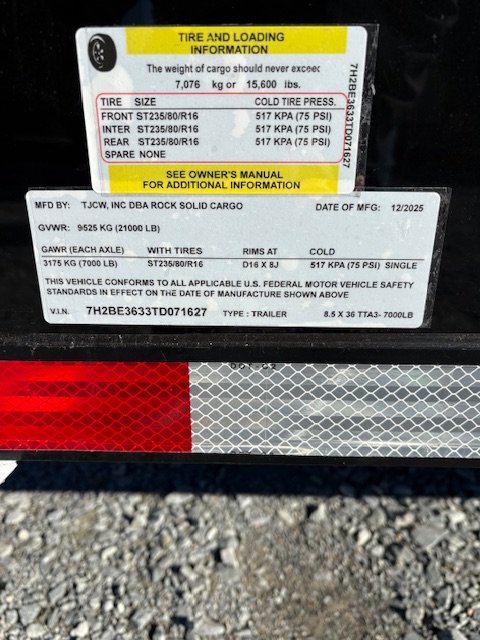 TIRE AND LOADING
INFORMATION
The weight of cargo should never exceed
7,076 kg or 15,600 lbs.
TIRE SIZE COLD TIRE PRESS.
FRONT ST235/80/R16 517 KPA (75 PSI)
INTER ST235/80/R16 517 KPA (75 PSI)
REAR ST235/80/R16 517 KPA (75 PSI)
SPARE NONE
SEE OWNER'S MANUAL
FOR ADDITIONAL INFORMATION
7H2BE3633TD071627
MFD BY: TJCW, INC DBA ROCK SOLID CARGO DATE OF MFG: 12/2025
GVWR: 9525 KG (21000 LB)
GAWR (EACH AXLE) WITH TIRES RIMS AT COLD
3175 KG (7000 LB) ST235/80/R16 D16 X 8J 517 KPA (75 PSI) SINGLE
THIS VEHICLE CONFORMS TO ALL APPLICABLE U.S. FEDERAL MOTOR VEHICLE SAFETY
STANDARDS IN EFFECT ON THE DATE OF MANUFACTURE SHOWN ABOVE
V.I.N. 7H2BE3633TD071627 TYPE : TRAILER 8.5 X 36 TTA3- 7000LB